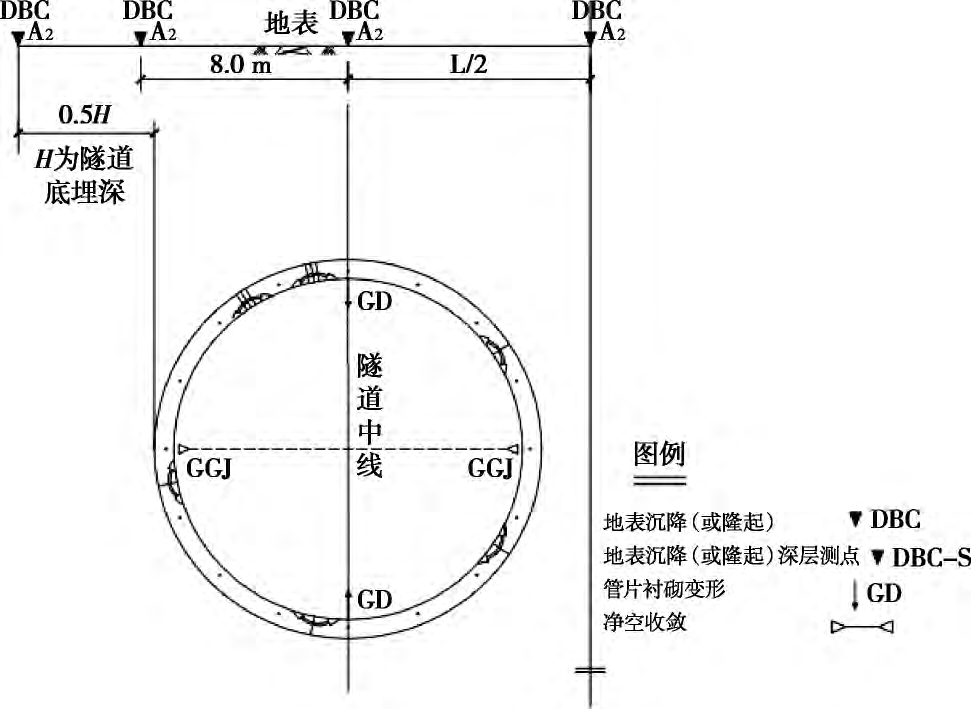 DBC DBC DBC DBC
A2 A2 地表 A2 A2
8.0 m L/2
0.5H
H为隧道
底埋深
GD
隧道中线
GGJ GGJ
GD
图例
地表沉降(或隆起) DBC
地表沉降(或隆起)深层测点 DBC-S
管片衬砌变形 GD
净空收敛